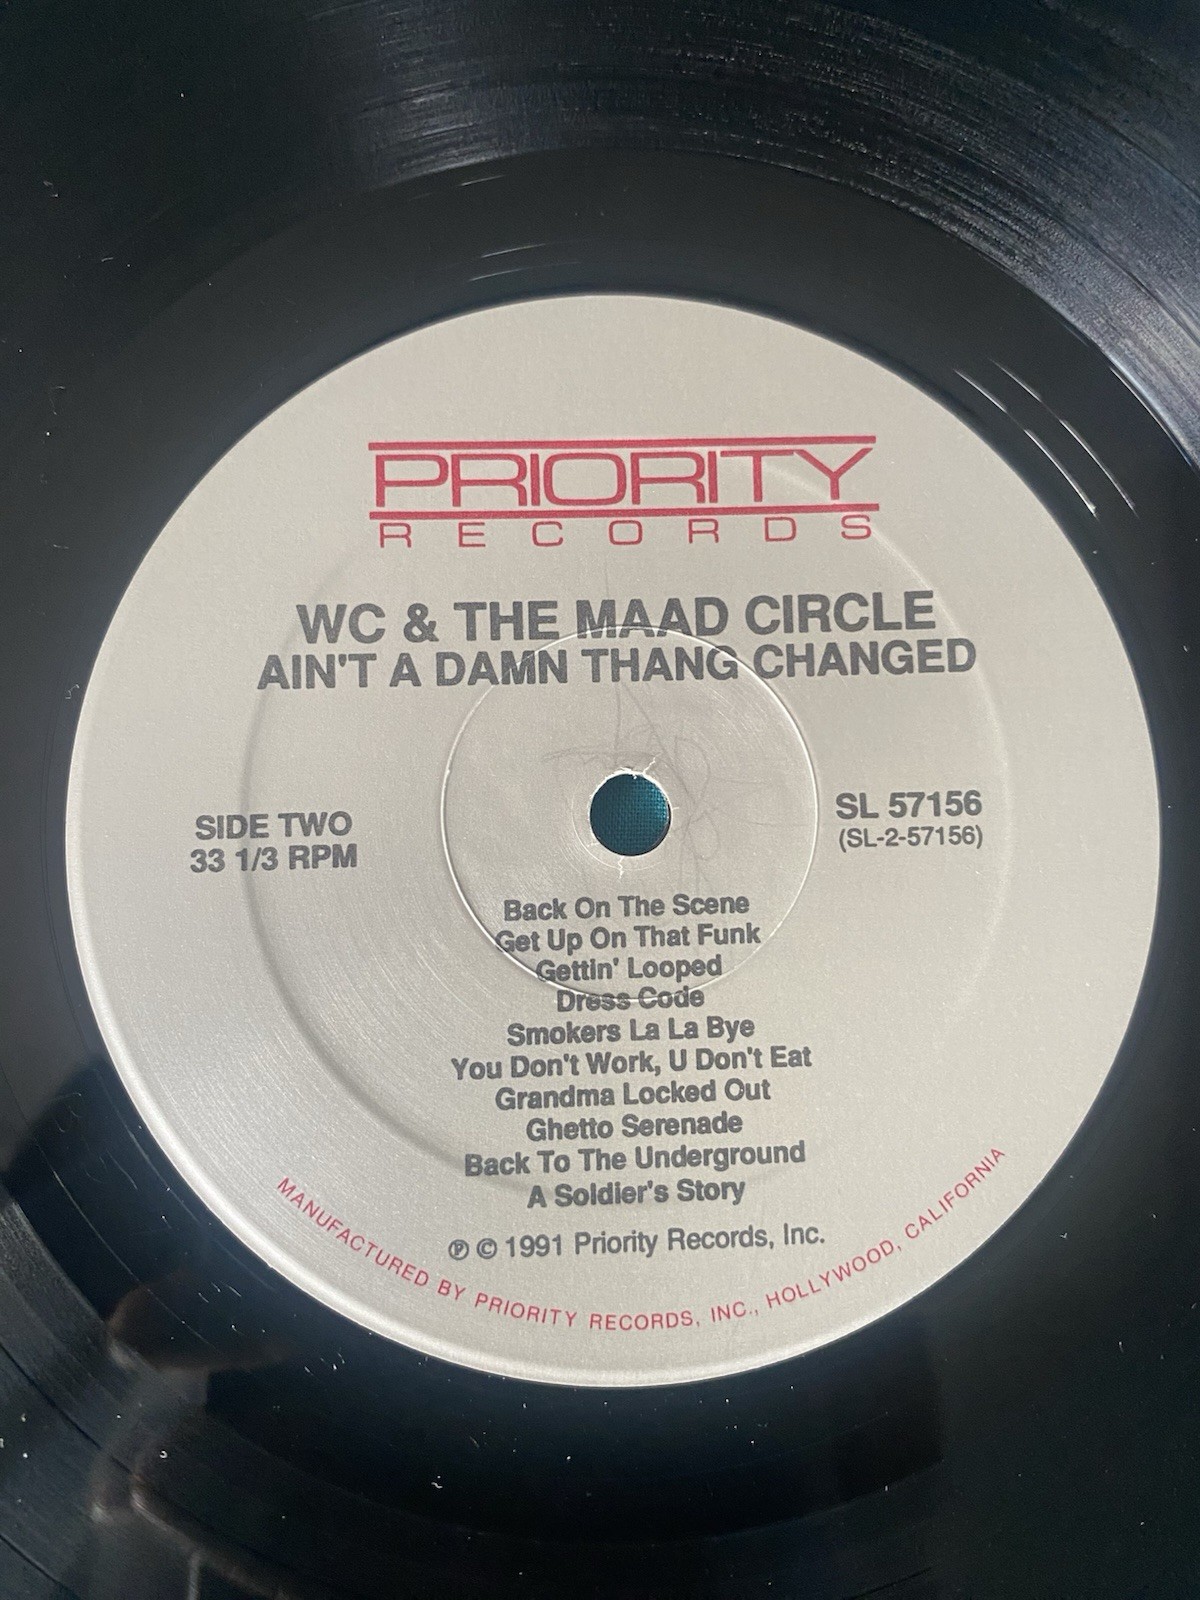 PRIORITY
RECORDS
WC & THE MAAD CIRCLE
AIN'T A DAMN THANG CHANGED
SIDE TWO
33 1/3 RPM
SL 57156
(SL-2-57156)
Back On The Scene
Get Up On That Funk
Gettin' Looped
Dress Code
Smokers La La Bye
You Don't Work, U Don't Eat
Grandma Locked Out
Ghetto Serenade
Back To The Underground
A Soldier's Story
℗ © 1991 Priority Records, Inc.
MANUFACTURED BY PRIORITY RECORDS, INC., HOLLYWOOD, CALIFORNIA